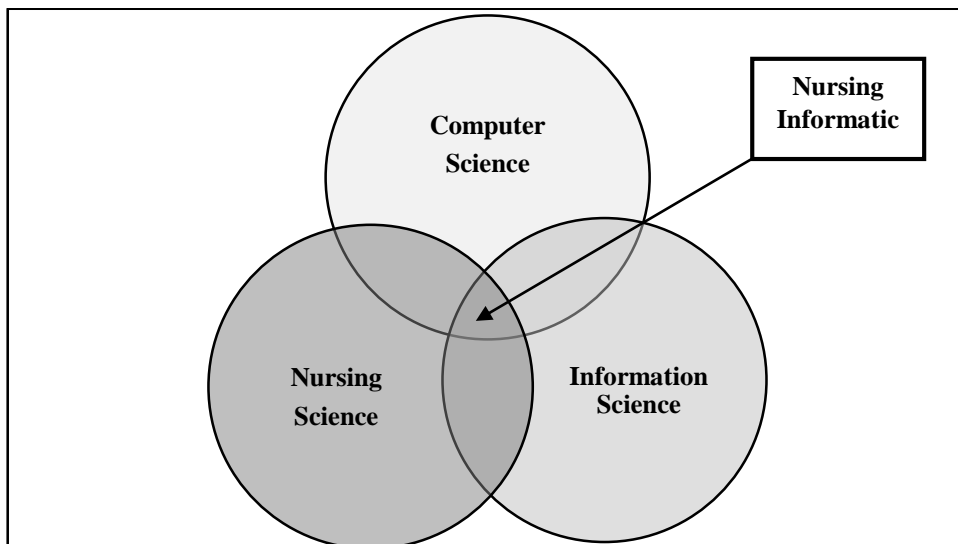 Computer
Science
Nursing
Informatic
Nursing
Science
Information
Science